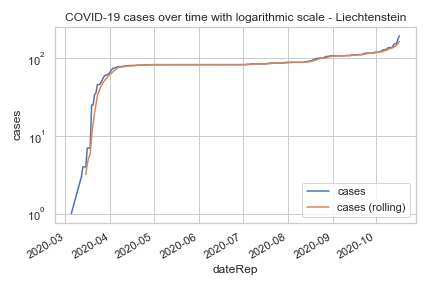 COVID-19 cases over time with logarithmic scale - Liechtenstein
cases
10²
10¹
10⁰
cases
cases (rolling)
2020-03
2020-04
2020-05
2020-06
2020-07
2020-08
2020-09
2020-10
dateRep